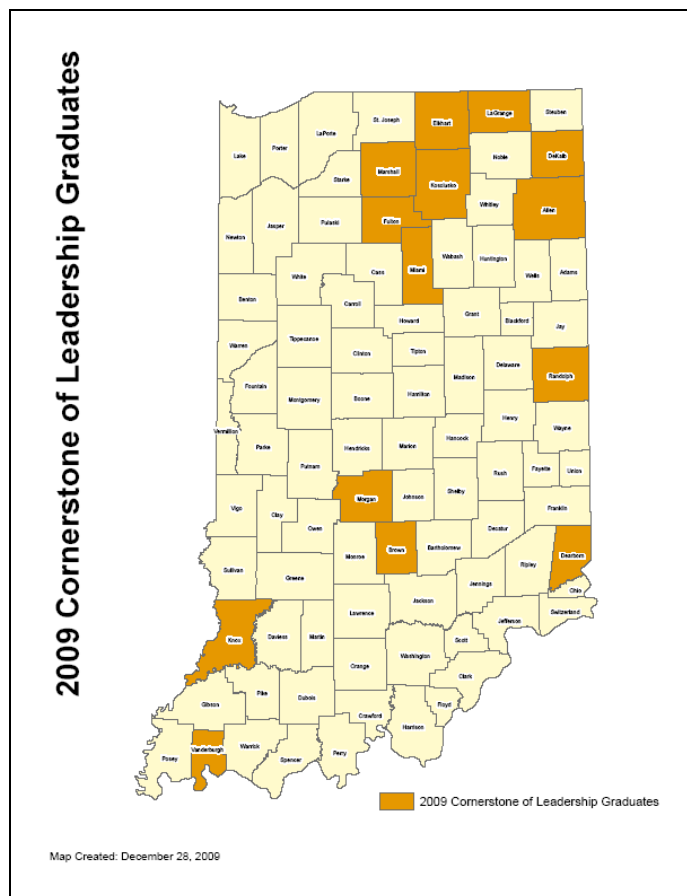 2009 Cornerstone of Leadership Graduates
Elkhart
LaGrange
Steuben
St. Joseph
LaPorte
Porter
Lake
Noble
DeKalb
Marshall
Starke
Kosciusko
Whitley
Allen
Fulton
Pulaski
Jasper
Newton
Wabash
Huntington
Miami
Cass
White
Wells
Adams
Benton
Carroll
Grant
Blackford
Howard
Jay
Tippecanoe
Warren
Clinton
Tipton
Delaware
Randolph
Madison
Fountain
Montgomery
Boone
Hamilton
Henry
Wayne
Vermillion
Parke
Hendricks
Marion
Hancock
Putnam
Rush
Fayette
Union
Morgan
Johnson
Shelby
Vigo
Clay
Owen
Franklin
Decatur
Monroe
Brown
Bartholomew
Dearborn
Ripley
Sullivan
Greene
Jennings
Ohio
Jackson
Switzerland
Lawrence
Jefferson
Knox
Daviess
Martin
Scott
Washington
Orange
Clark
Pike
Dubois
Gibson
Floyd
Crawford
Harrison
Vanderburgh
Warrick
Posey
Spencer
Perry
2009 Cornerstone of Leadership Graduates
Map Created: December 28, 2009